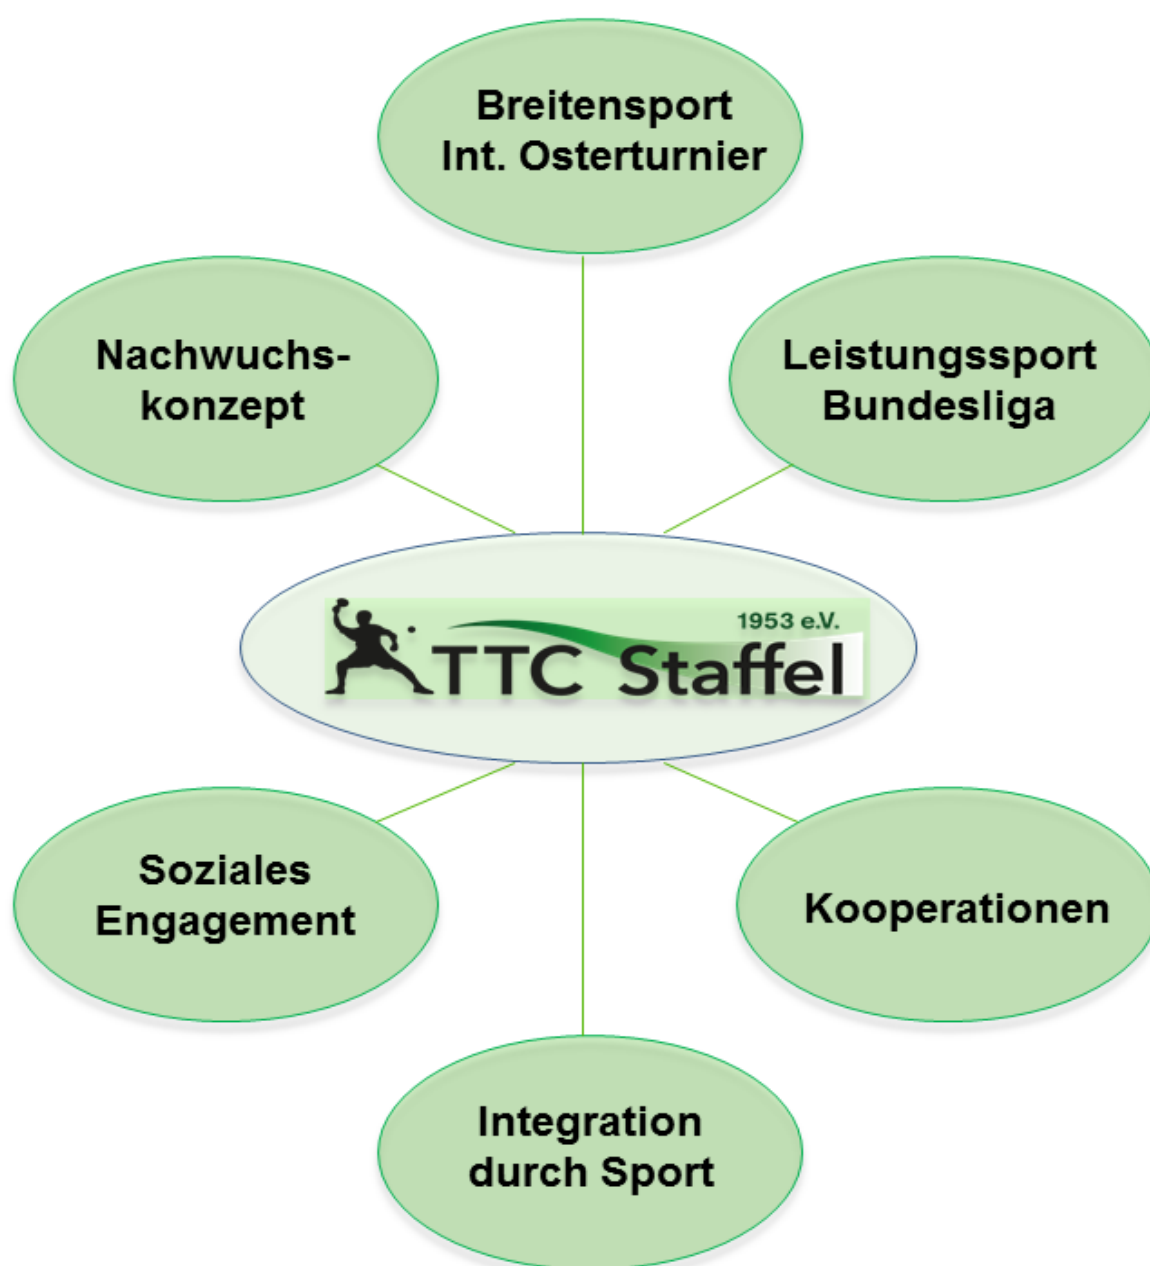 Breitensport
Int. Osterturnier
Nachwuchs-
konzept
Leistungssport
Bundesliga
1953 e.V.
TTC Staffel
Soziales
Engagement
Kooperationen
Integration
durch Sport